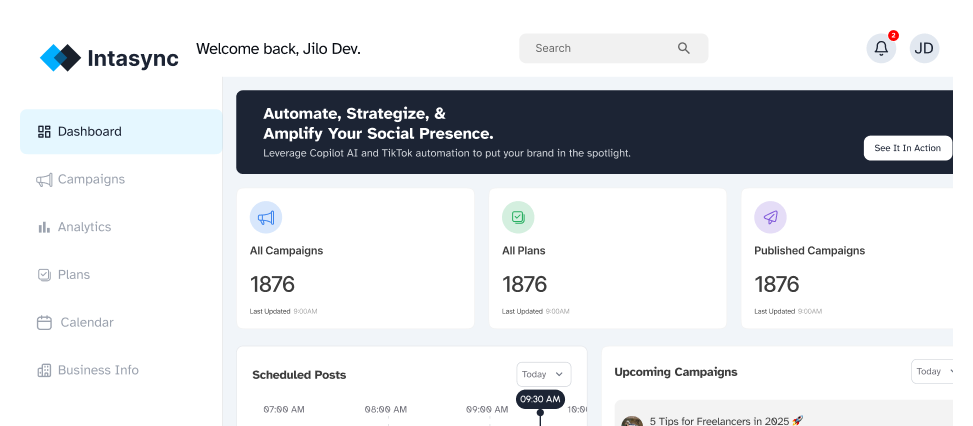 Intasync
Welcome back, Jilo Dev.
Search
2
JD
Dashboard
Campaigns
Analytics
Plans
Calendar
Business Info
Automate, Strategize, &
Amplify Your Social Presence.
Leverage Copilot AI and TikTok automation to put your brand in the spotlight.
See It In Action
All Campaigns
1876
Last Updated 9:00AM
All Plans
1876
Last Updated 9:00AM
Published Campaigns
1876
Last Updated 9:00AM
Scheduled Posts
Today
09:30 AM
07:00 AM 08:00 AM 09:00 AM 10:0
Upcoming Campaigns
Today
5 Tips for Freelancers in 2025 🚀